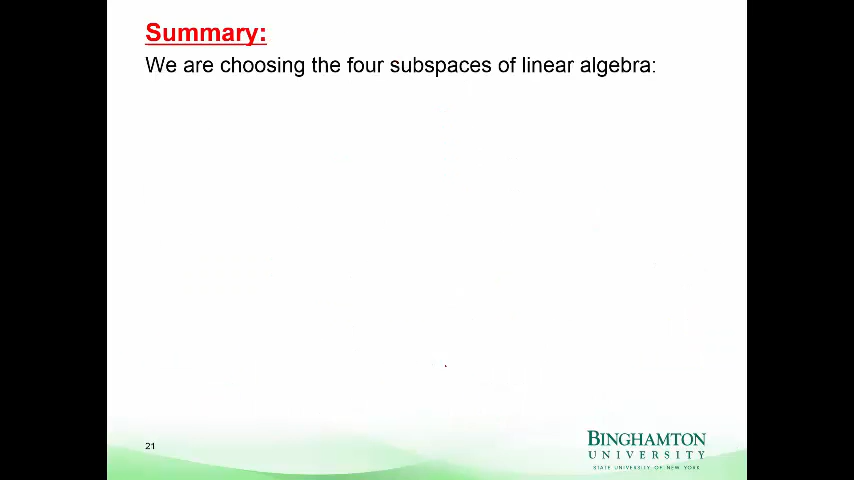 Summary:
We are choosing the four subspaces of linear algebra:
21
BINGHAMTON
UNIVERSITY
STATE UNIVERSITY OF NEW YORK